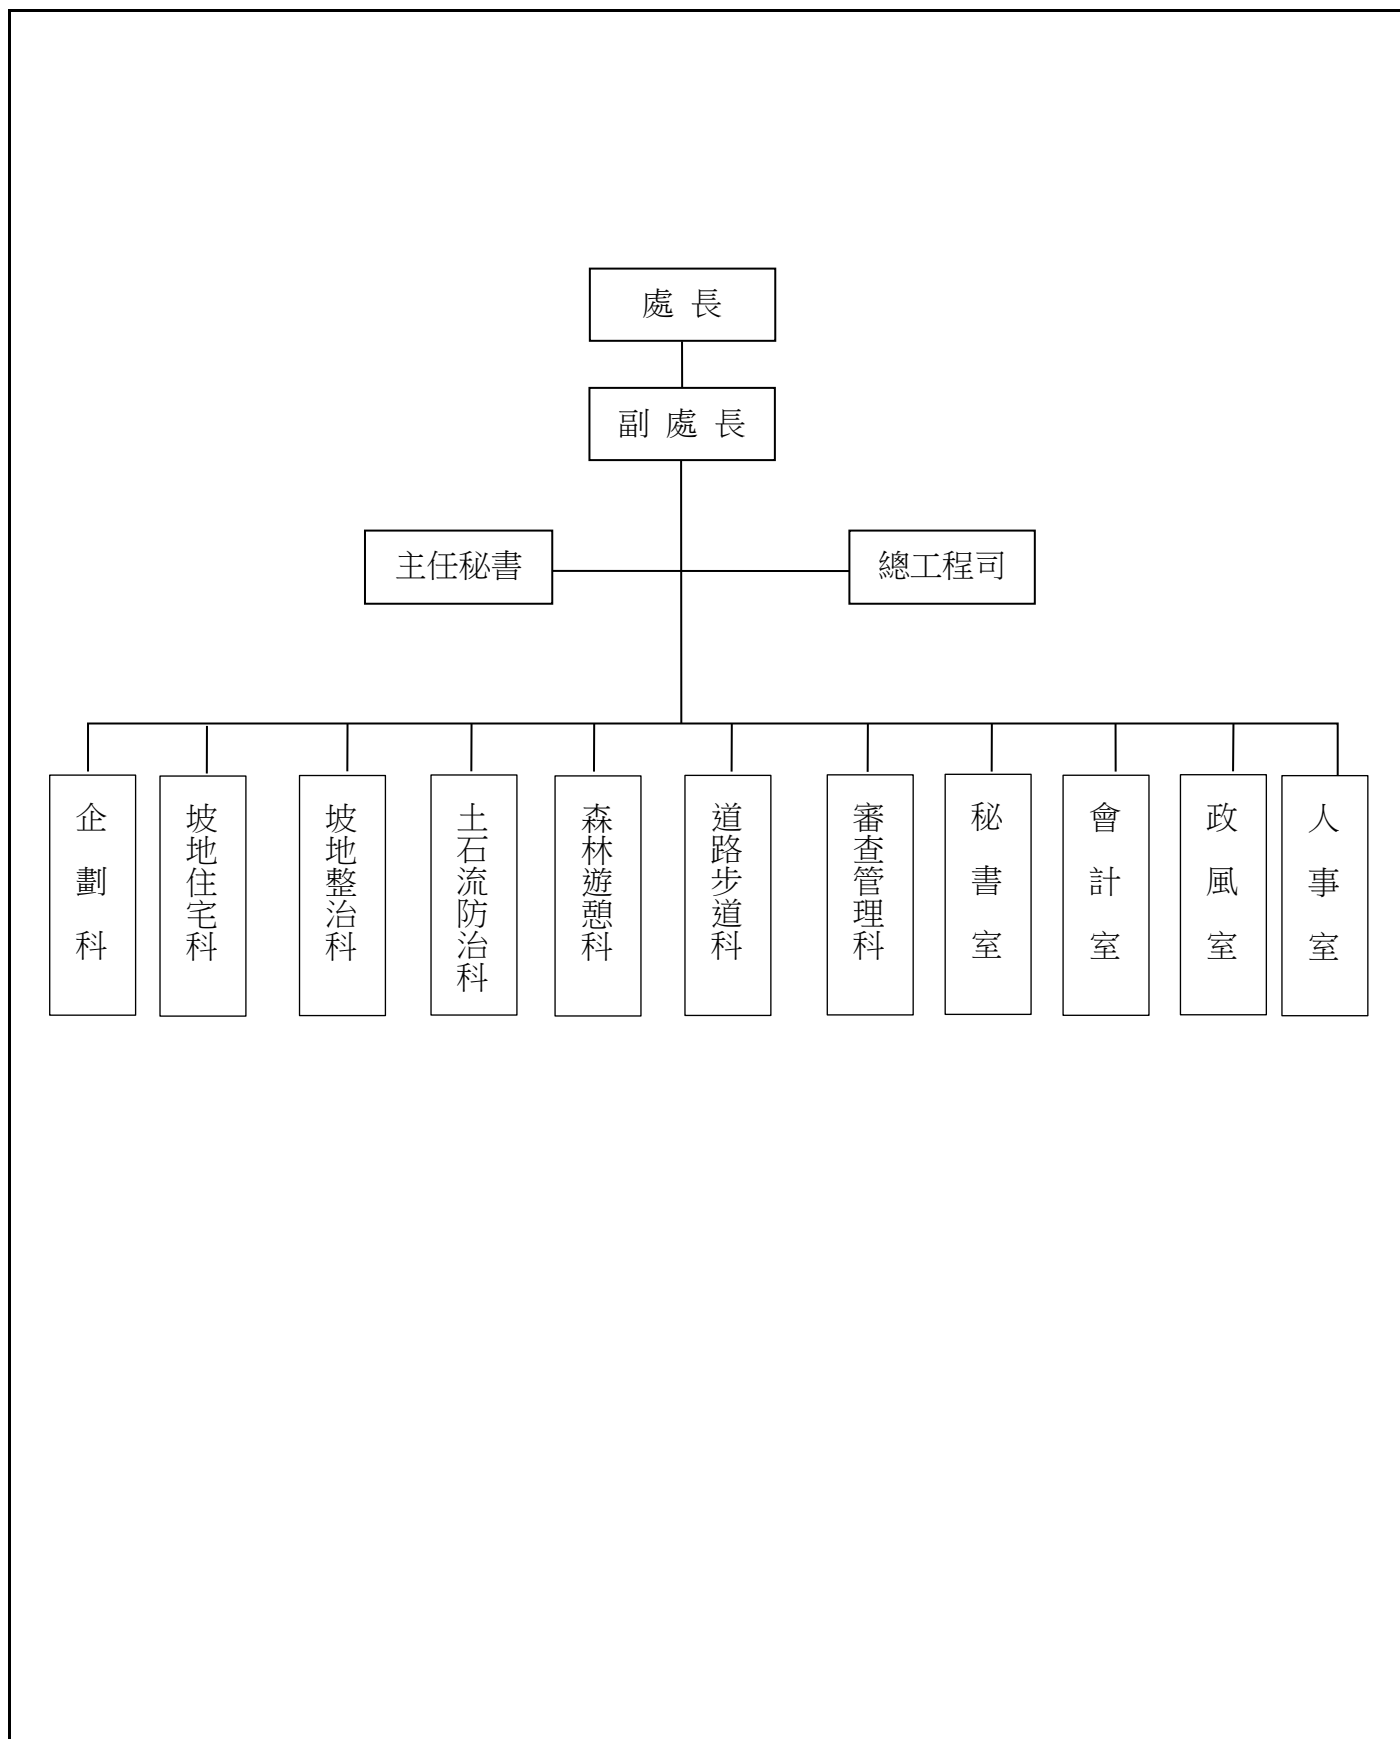 處 長
副 處 長
主任秘書
總工程司
企劃科
坡地住宅科
坡地整治科
土石流防治科
森林遊憩科
道路步道科
審查管理科
秘書室
會計室
政風室
人事室